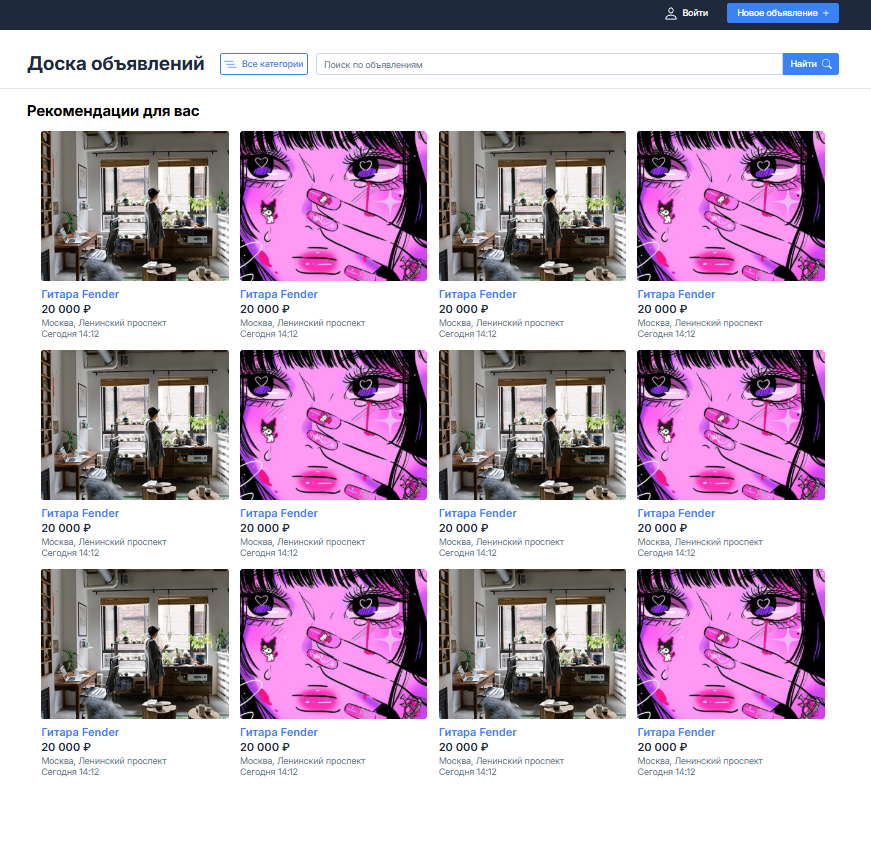 Войти
Новое объявление +
Доска объявлений
Все категории
Поиск по объявлениям
Найти
Рекомендации для вас
Гитара Fender
20 000 ₽
Москва, Ленинский проспект
Сегодня 14:12
Гитара Fender
20 000 ₽
Москва, Ленинский проспект
Сегодня 14:12
Гитара Fender
20 000 ₽
Москва, Ленинский проспект
Сегодня 14:12
Гитара Fender
20 000 ₽
Москва, Ленинский проспект
Сегодня 14:12
Гитара Fender
20 000 ₽
Москва, Ленинский проспект
Сегодня 14:12
Гитара Fender
20 000 ₽
Москва, Ленинский проспект
Сегодня 14:12
Гитара Fender
20 000 ₽
Москва, Ленинский проспект
Сегодня 14:12
Гитара Fender
20 000 ₽
Москва, Ленинский проспект
Сегодня 14:12
Гитара Fender
20 000 ₽
Москва, Ленинский проспект
Сегодня 14:12
Гитара Fender
20 000 ₽
Москва, Ленинский проспект
Сегодня 14:12
Гитара Fender
20 000 ₽
Москва, Ленинский проспект
Сегодня 14:12
Гитара Fender
20 000 ₽
Москва, Ленинский проспект
Сегодня 14:12